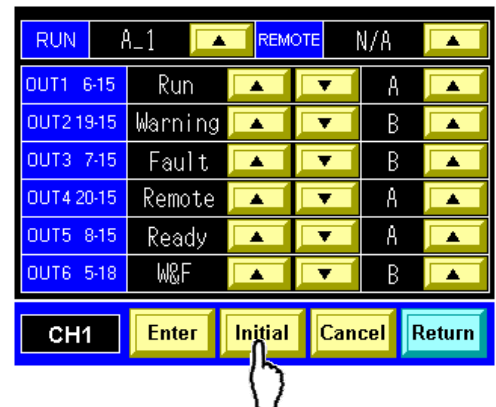 RUN A_1 ▲ REMOTE N/A ▲
OUT1 6-15 Run ▲ ▼ A ▲
OUT2 19-15 Warning ▲ ▼ B ▲
OUT3 7-15 Fault ▲ ▼ B ▲
OUT4 20-15 Remote ▲ ▼ A ▲
OUT5 8-15 Ready ▲ ▼ A ▲
OUT6 5-18 W&F ▲ ▼ B ▲
CH1 Enter Initial Cancel Return